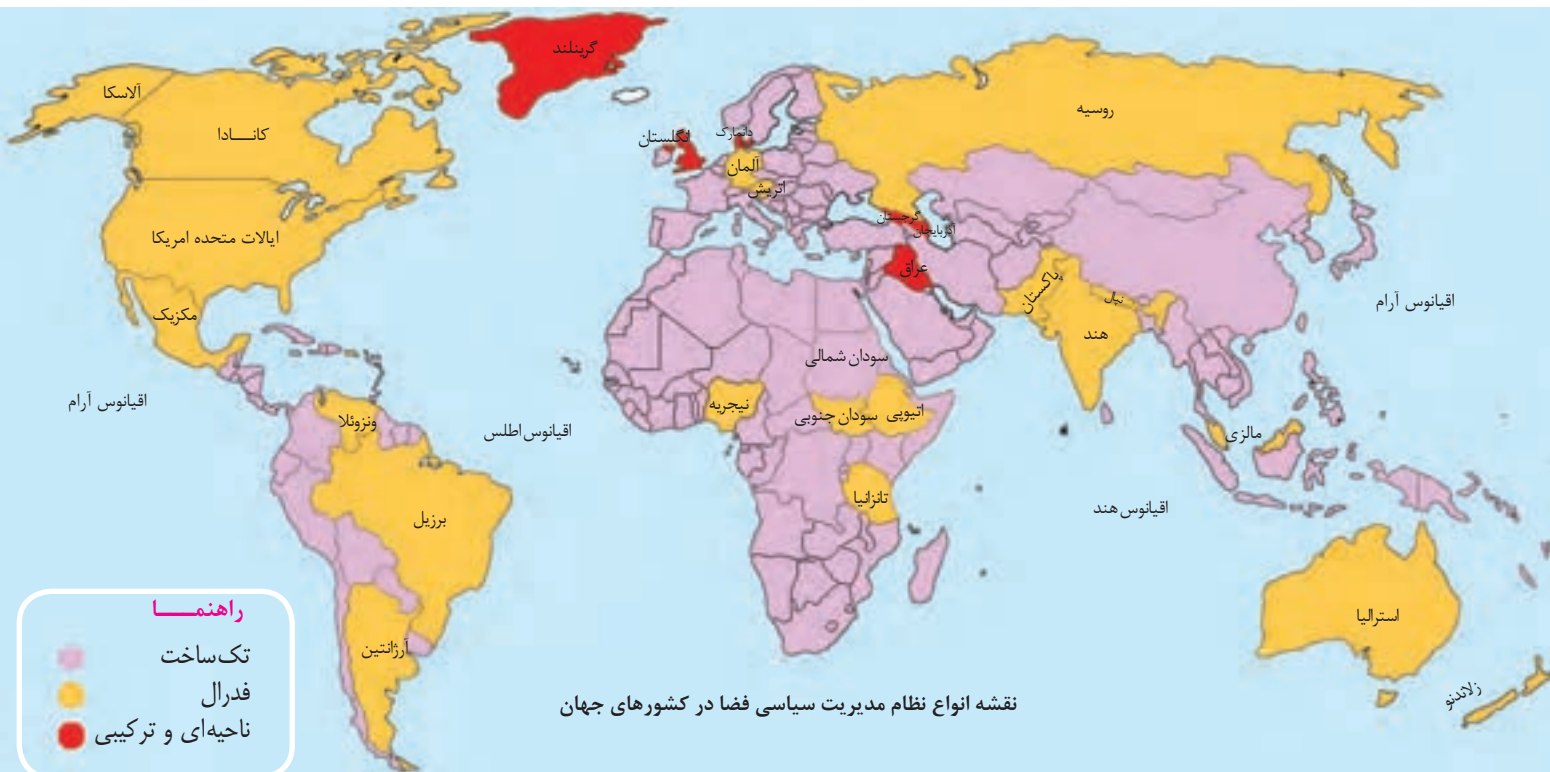 گرینلند
آلاسکا
کانادا
ایالات متحده امریکا
مکزیک
روسیه
انگلستان
دانمارک
آلمان
اتریش
گرجستان
آذربایجان
عراق
پاکستان
نپال
هند
اقیانوس آرام
سودان شمالی
نیجریه
سودان جنوبی
اتیوپی
تانزانیا
مالزی
اقیانوس آرام
اقیانوس اطلس
ونزوئلا
برزیل
آرژانتین
اقیانوس هند
استرالیا
زلاندنو
راهنمـــا
تک‌ساخت
فدرال
ناحیه‌ای و ترکیبی
نقشه انواع نظام مدیریت سیاسی فضا در کشورهای جهان